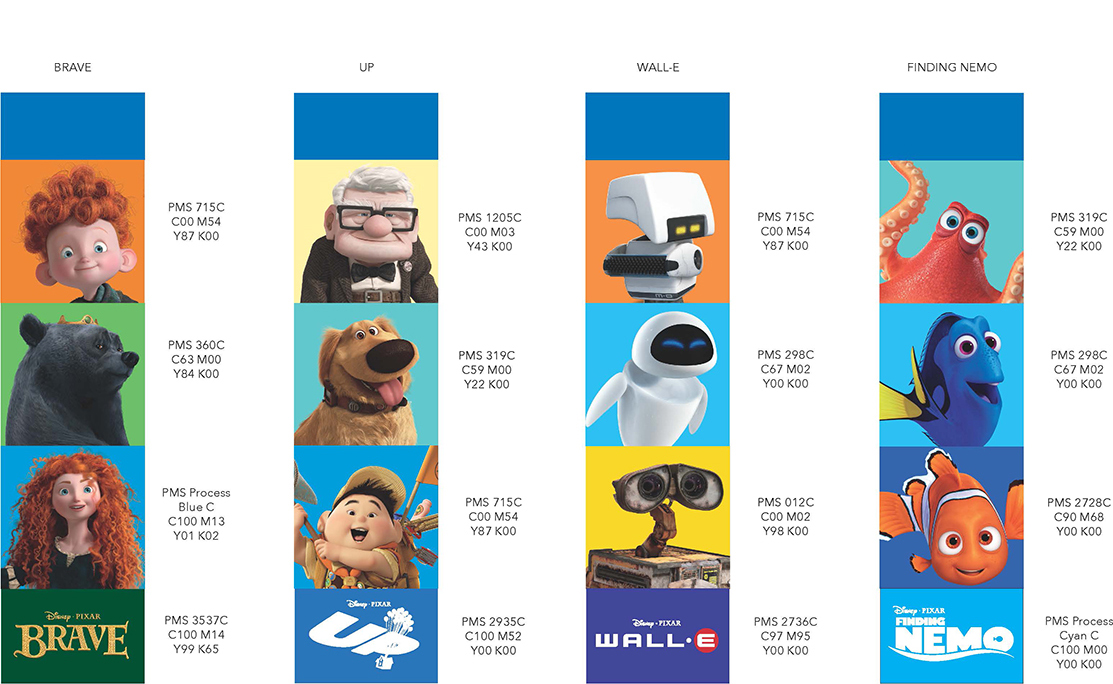 BRAVE
UP
WALL-E
FINDING NEMO
PMS 715C
C00 M54
Y87 K00
PMS 1205C
C00 M03
Y43 K00
PMS 715C
C00 M54
Y87 K00
PMS 319C
C59 M00
Y22 K00
PMS 360C
C63 M00
Y84 K00
PMS 319C
C59 M00
Y22 K00
PMS 298C
C67 M02
Y00 K00
PMS 298C
C67 M02
Y00 K00
PMS Process
Blue C
C100 M13
Y01 K02
PMS 715C
C00 M54
Y87 K00
PMS 012C
C00 M02
Y98 K00
PMS 2728C
C90 M68
Y00 K00
Disney · PIXAR
BRAVE
PMS 3537C
C100 M14
Y99 K65
Disney · PIXAR
UP
PMS 2935C
C100 M52
Y00 K00
Disney · PIXAR
WALL·E
PMS 2736C
C97 M95
Y00 K00
Disney · PIXAR
FINDING
NEMO
PMS Process
Cyan C
C100 M00
Y00 K00